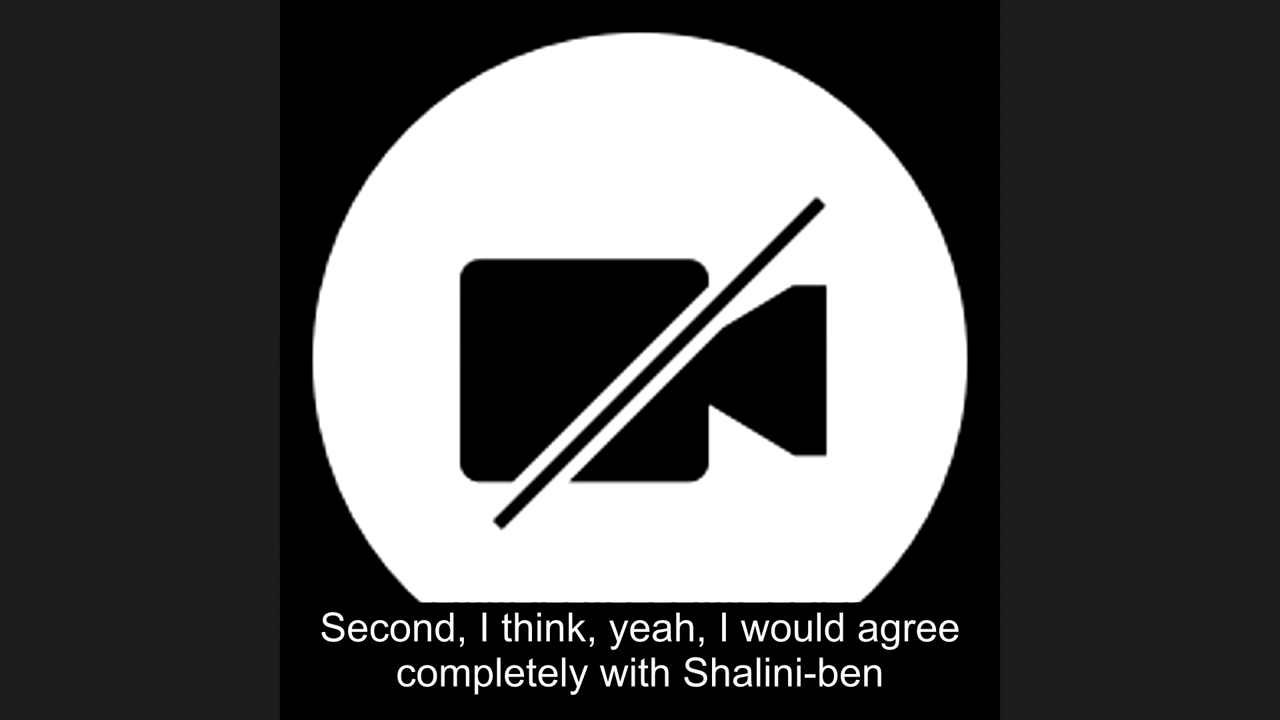 Second, I think, yeah, I would agree
completely with Shalini-ben